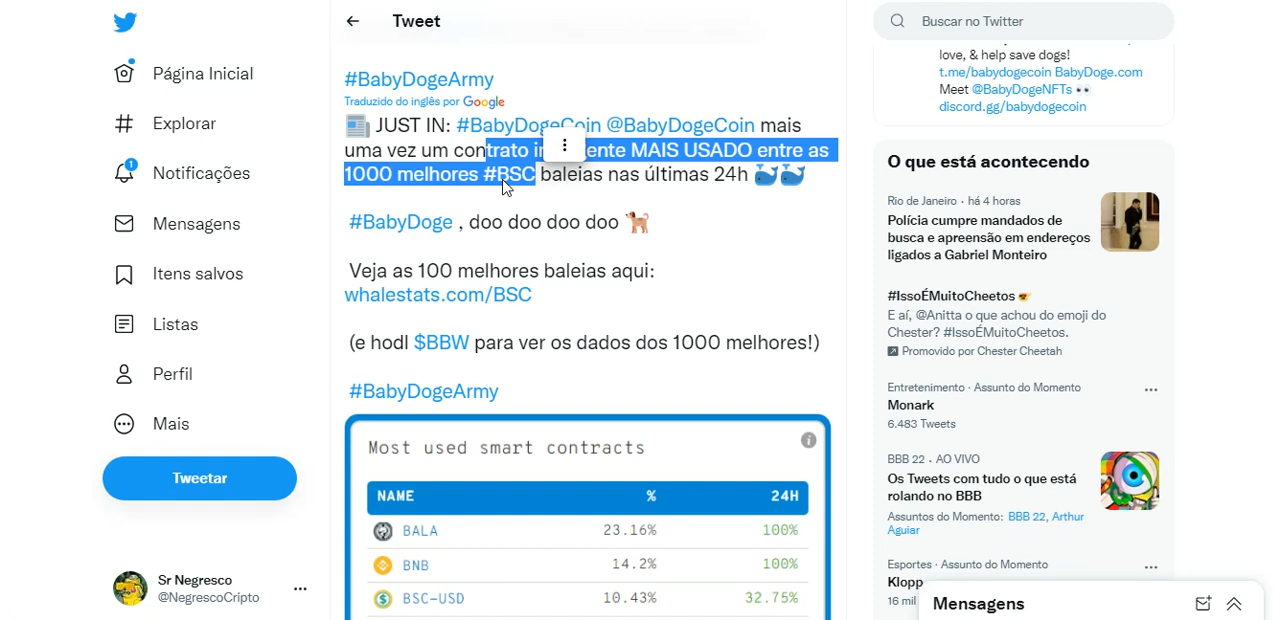 Página Inicial
Explorar
1
Notificações
Mensagens
Itens salvos
Listas
Perfil
Mais
Tweetar
Sr Negresco
@NegrescoCripto
Tweet
#BabyDogeArmy
Traduzido do inglês por Google
JUST IN: #BabyDogeCoin @BabyDogeCoin mais
uma vez um contrato MAIS USADO entre as
1000 melhores #BSC baleias nas últimas 24h
#BabyDoge , doo doo doo doo
Veja as 100 melhores baleias aqui:
whalestats.com/BSC
(e hodl $BBW para ver os dados dos 1000 melhores!)
#BabyDogeArmy
Most used smart contracts
NAME % 24H
BALA 23.16% 100%
BNB 14.2% 100%
BSC-USD 10.43% 32.75%
Buscar no Twitter
love, & help save dogs!
t.me/babydogecoin BabyDoge.com
Meet @BabyDogeNFTs
discord.gg/babydogecoin
O que está acontecendo
Rio de Janeiro · há 4 horas
Polícia cumpre mandados de
busca e apreensão em endereços
ligados a Gabriel Monteiro
#IssoÉMuitoCheetos
E aí, @Anitta o que achou do emoji do
Chester? #IssoÉMuitoCheetos.
Promovido por Chester Cheetah
Entretenimento · Assunto do Momento
Monark
6.483 Tweets
BBB 22 · AO VIVO
Os Tweets com tudo o que está
rolando no BBB
Assuntos do Momento: BBB 22, Arthur
Aguiar
Esportes · Assunto do Momento
Klopp
16 mil
Mensagens